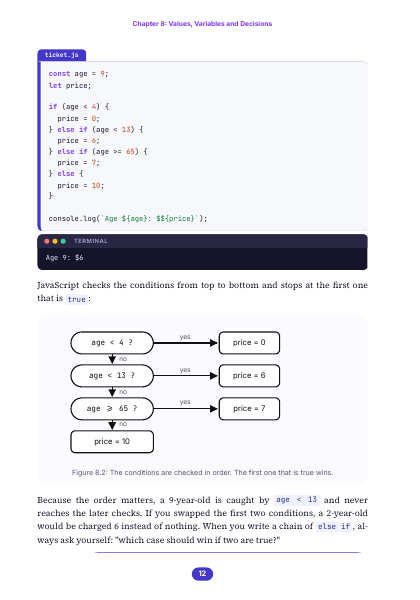 Chapter 8: Values, Variables and Decisions
ticket.js
const age = 9;
let price;
if (age < 4) {
price = 0;
} else if (age < 13) {
price = 6;
} else if (age >= 65) {
price = 7;
} else {
price = 10;
}
console.log(`Age ${age}: $${price}`);
TERMINAL
Age 9: $6
JavaScript checks the conditions from top to bottom and stops at the first one
that is true:
age < 4 ?
yes
price = 0
no
age < 13 ?
yes
price = 6
no
age ⩾ 65 ?
yes
price = 7
no
price = 10
Figure 8.2: The conditions are checked in order. The first one that is true wins.
Because the order matters, a 9-year-old is caught by age < 13 and never
reaches the later checks. If you swapped the first two conditions, a 2-year-old
would be charged 6 instead of nothing. When you write a chain of else if, al-
ways ask yourself: "which case should win if two are true?"
12